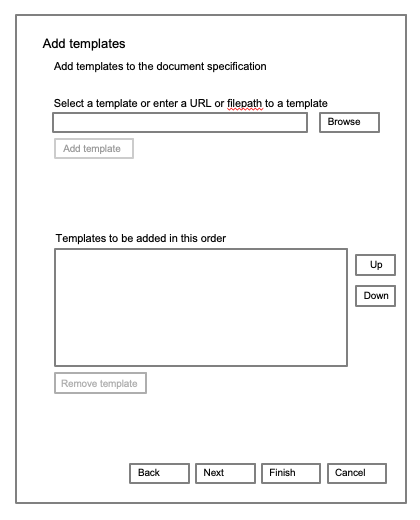 Add templates
Add templates to the document specification
Select a template or enter a URL or filepath to a template
Browse
Add template
Templates to be added in this order
Up
Down
Remove template
Back Next Finish Cancel